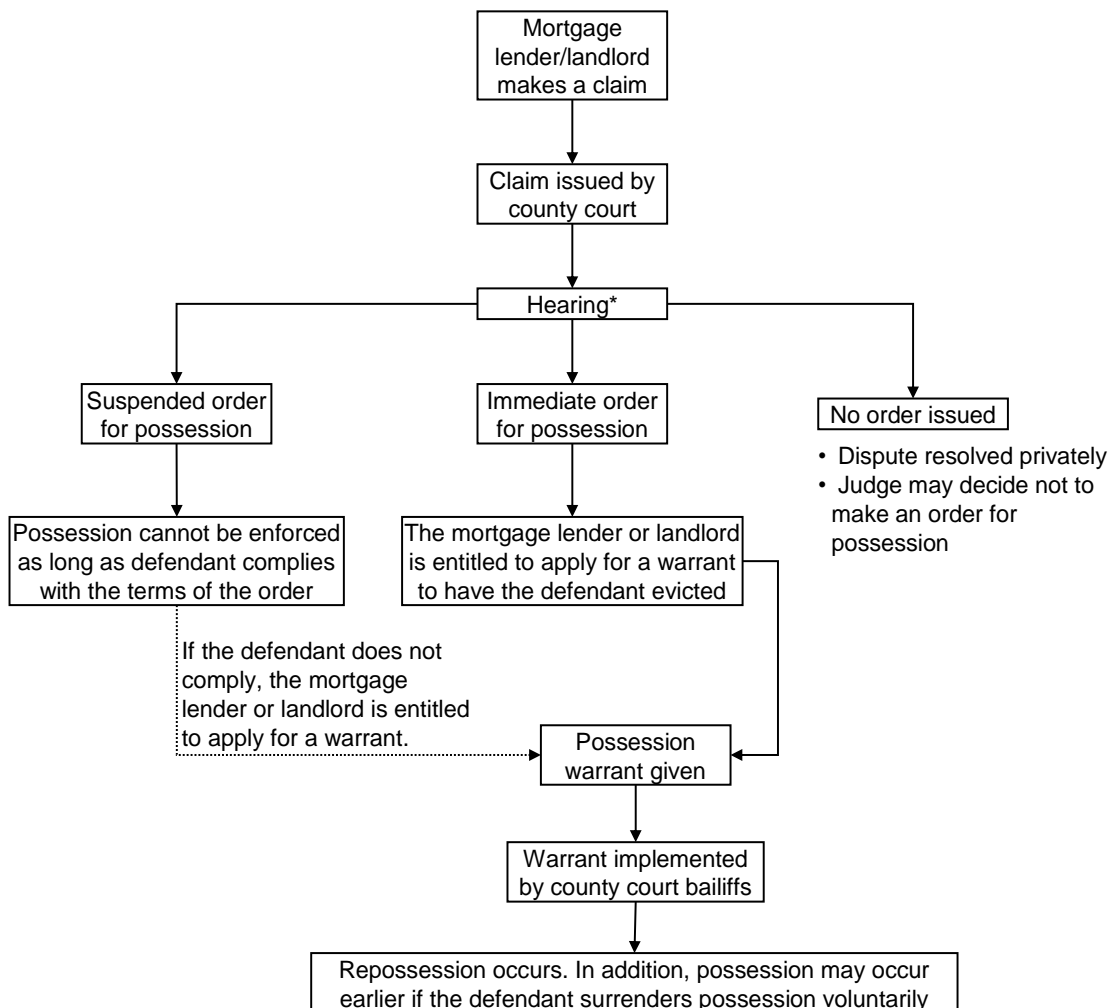 Mortgage
lender/landlord
makes a claim
Claim issued by
county court
Hearing*
Suspended order
for possession
Immediate order
for possession
No order issued
• Dispute resolved privately
• Judge may decide not to
make an order for
possession
Possession cannot be enforced
as long as defendant complies
with the terms of the order
The mortgage lender or landlord
is entitled to apply for a warrant
to have the defendant evicted
If the defendant does not
comply, the mortgage
lender or landlord is entitled
to apply for a warrant.
Possession
warrant given
Warrant implemented
by county court bailiffs
Repossession occurs. In addition, possession may occur
earlier if the defendant surrenders possession voluntarily